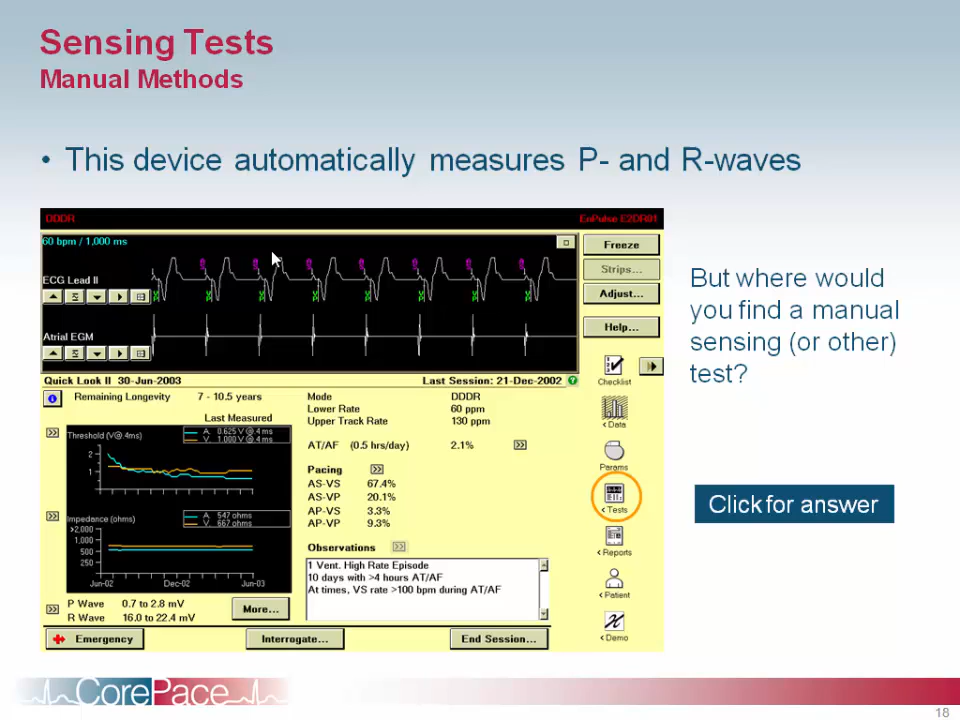 Sensing Tests
Manual Methods
• This device automatically measures P- and R-waves
DDDR
EnPulse E2DR01
60 bpm / 1,000 ms
Freeze
Strips...
ECG Lead II
Adjust...
Help...
Atrial EGM
But where would
you find a manual
sensing (or other)
test?
Checklist
Quick Look II 30-Jun-2003
Last Session: 21-Dec-2002
Remaining Longevity
7 - 10.5 years
Last Measured
Threshold (V@.4ms)
A. 0.625 V @.4 ms
V. 1.000 V @.4 ms
2
1
Impedance (ohms)
A. 547 ohms
V. 667 ohms
>2,000
1,000
500
250
Jun-02
Dec-02
Jun-03
P Wave 0.7 to 2.8 mV
R Wave 16.0 to 22.4 mV
More...
Mode DDDR
Lower Rate 60 ppm
Upper Track Rate 130 ppm
AT/AF (0.5 hrs/day) 2.1% >>
Pacing >>
AS-VS 67.4%
AS-VP 20.1%
AP-VS 3.3%
AP-VP 9.3%
Observations >>
1 Vent. High Rate Episode
10 days with >4 hours AT/AF
At times, VS rate >100 bpm during AT/AF
< Data
Params
< Tests
< Reports
< Patient
< Demo
Emergency
Interrogate...
End Session...
Click for answer
CorePace
18